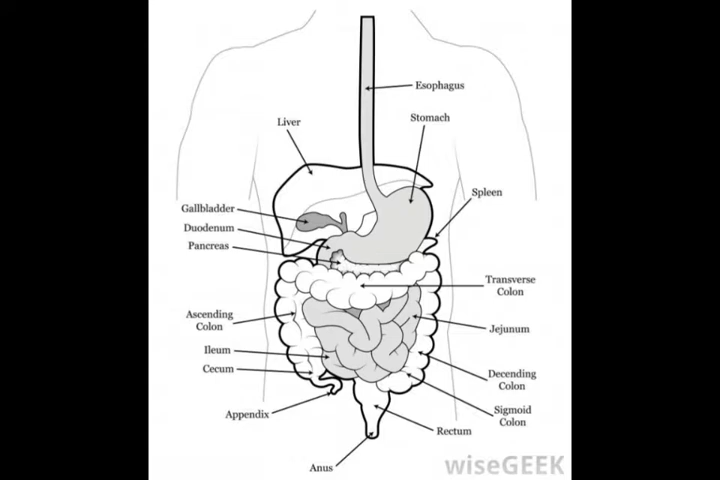 Esophagus
Stomach
Liver
Spleen
Gallbladder
Duodenum
Pancreas
Transverse
Colon
Ascending
Colon
Jejunum
Ileum
Cecum
Decending
Colon
Appendix
Sigmoid
Colon
Rectum
Anus
wiseGEEK